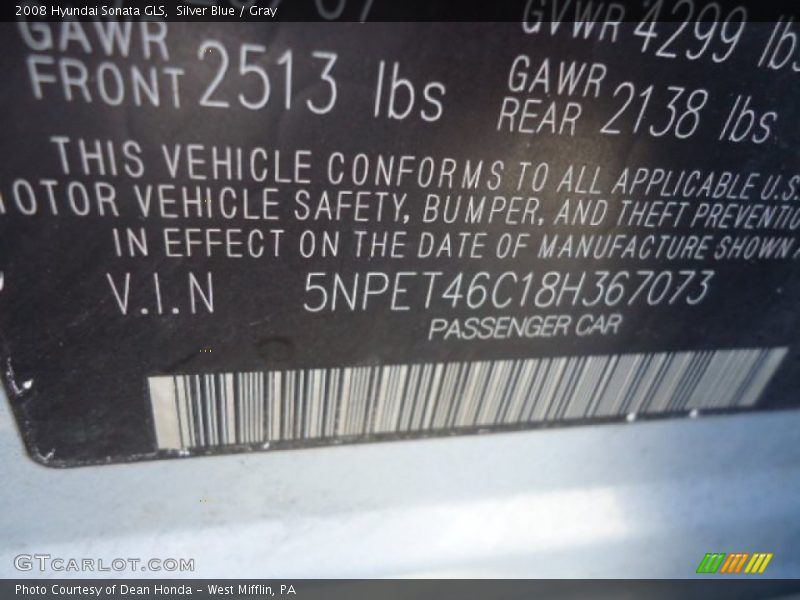 2008 Hyundai Sonata GLS, Silver Blue / Gray
GVWR 4299 lbs
GAWR FRONT 2513 lbs
GAWR REAR 2138 lbs
THIS VEHICLE CONFORMS TO ALL APPLICABLE U.S.
MOTOR VEHICLE SAFETY, BUMPER, AND THEFT PREVENTIO
IN EFFECT ON THE DATE OF MANUFACTURE SHOWN A
V.I.N 5NPET46C18H367073
PASSENGER CAR
GTCARLOT.COM
Photo Courtesy of Dean Honda - West Mifflin, PA